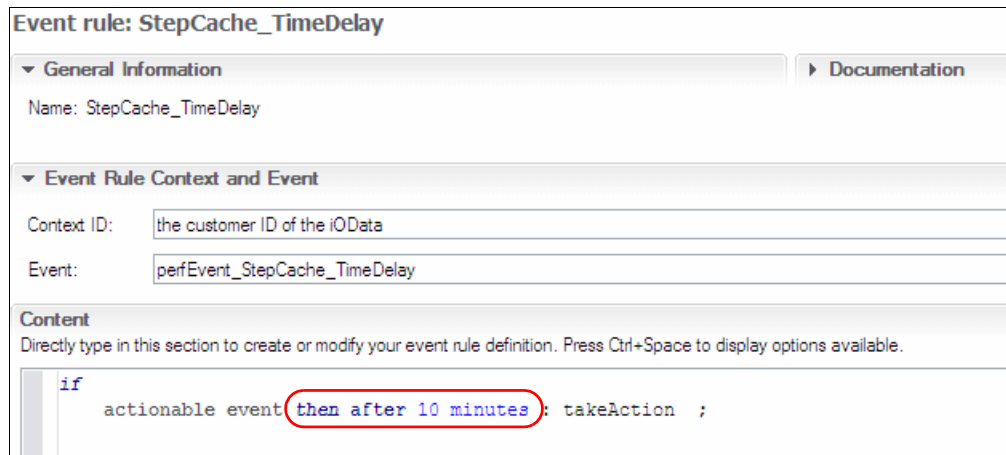 Event rule: StepCache_TimeDelay
General Information
Documentation
Name: StepCache_TimeDelay
Event Rule Context and Event
Context ID: the customer ID of the iOData
Event: perfEvent_StepCache_TimeDelay
Content
Directly type in this section to create or modify your event rule definition. Press Ctrl+Space to display options available.
if
actionable event then after 10 minutes : takeAction ;